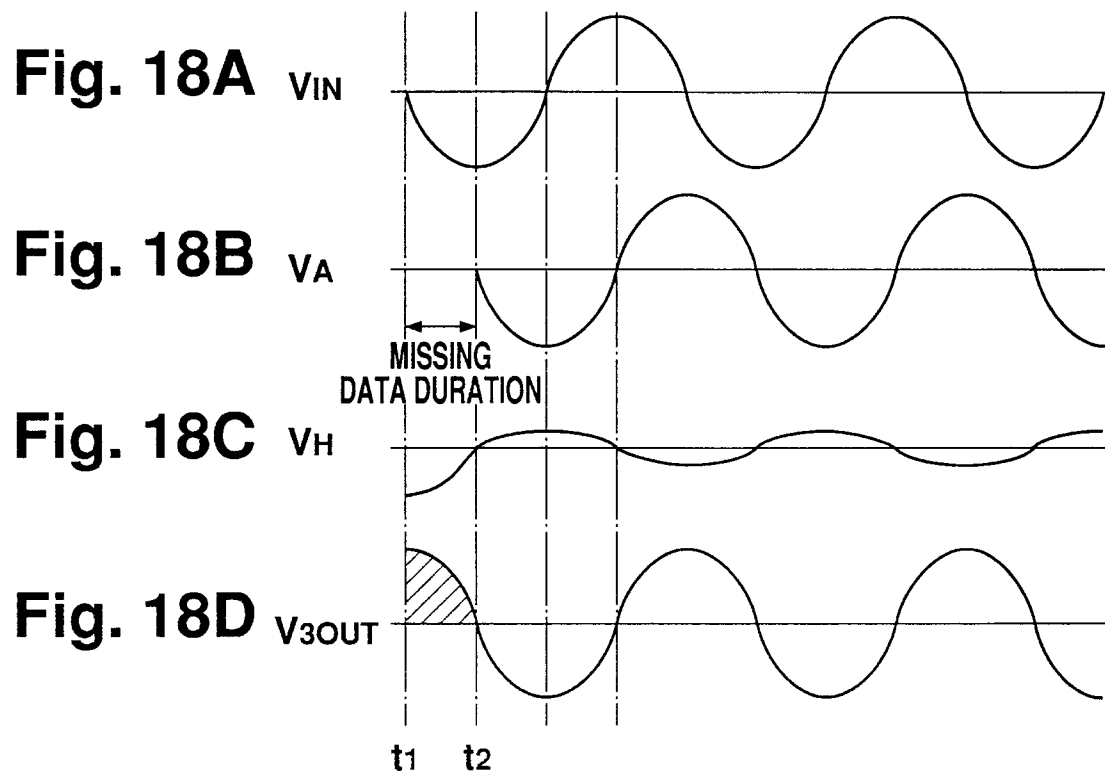 Fig. 18A VIN
Fig. 18B VA
MISSING
DATA DURATION
Fig. 18C VH
Fig. 18D V3OUT
t1 t2